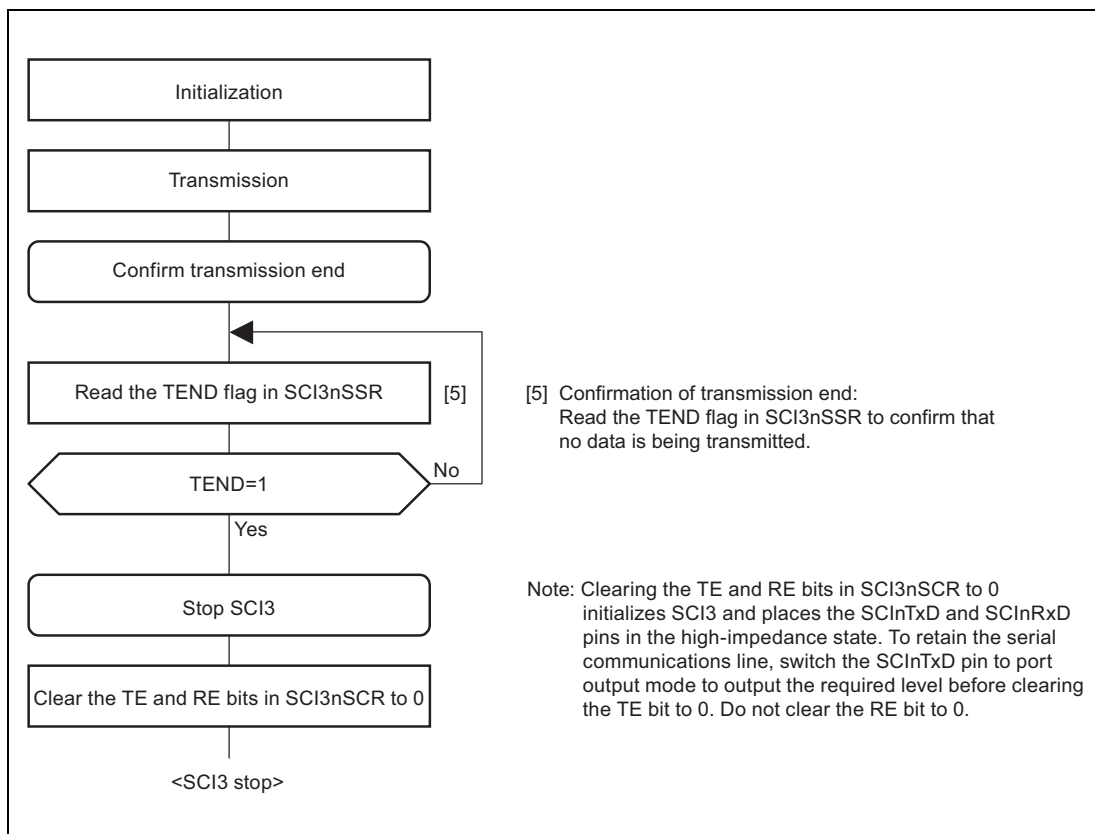 Initialization
Transmission
Confirm transmission end
Read the TEND flag in SCI3nSSR
[5]
[5] Confirmation of transmission end:
Read the TEND flag in SCI3nSSR to confirm that
no data is being transmitted.
TEND=1
No
Yes
Stop SCI3
Clear the TE and RE bits in SCI3nSCR to 0
Note: Clearing the TE and RE bits in SCI3nSCR to 0
initializes SCI3 and places the SCInTxD and SCInRxD
pins in the high-impedance state. To retain the serial
communications line, switch the SCInTxD pin to port
output mode to output the required level before clearing
the TE bit to 0. Do not clear the RE bit to 0.
<SCI3 stop>